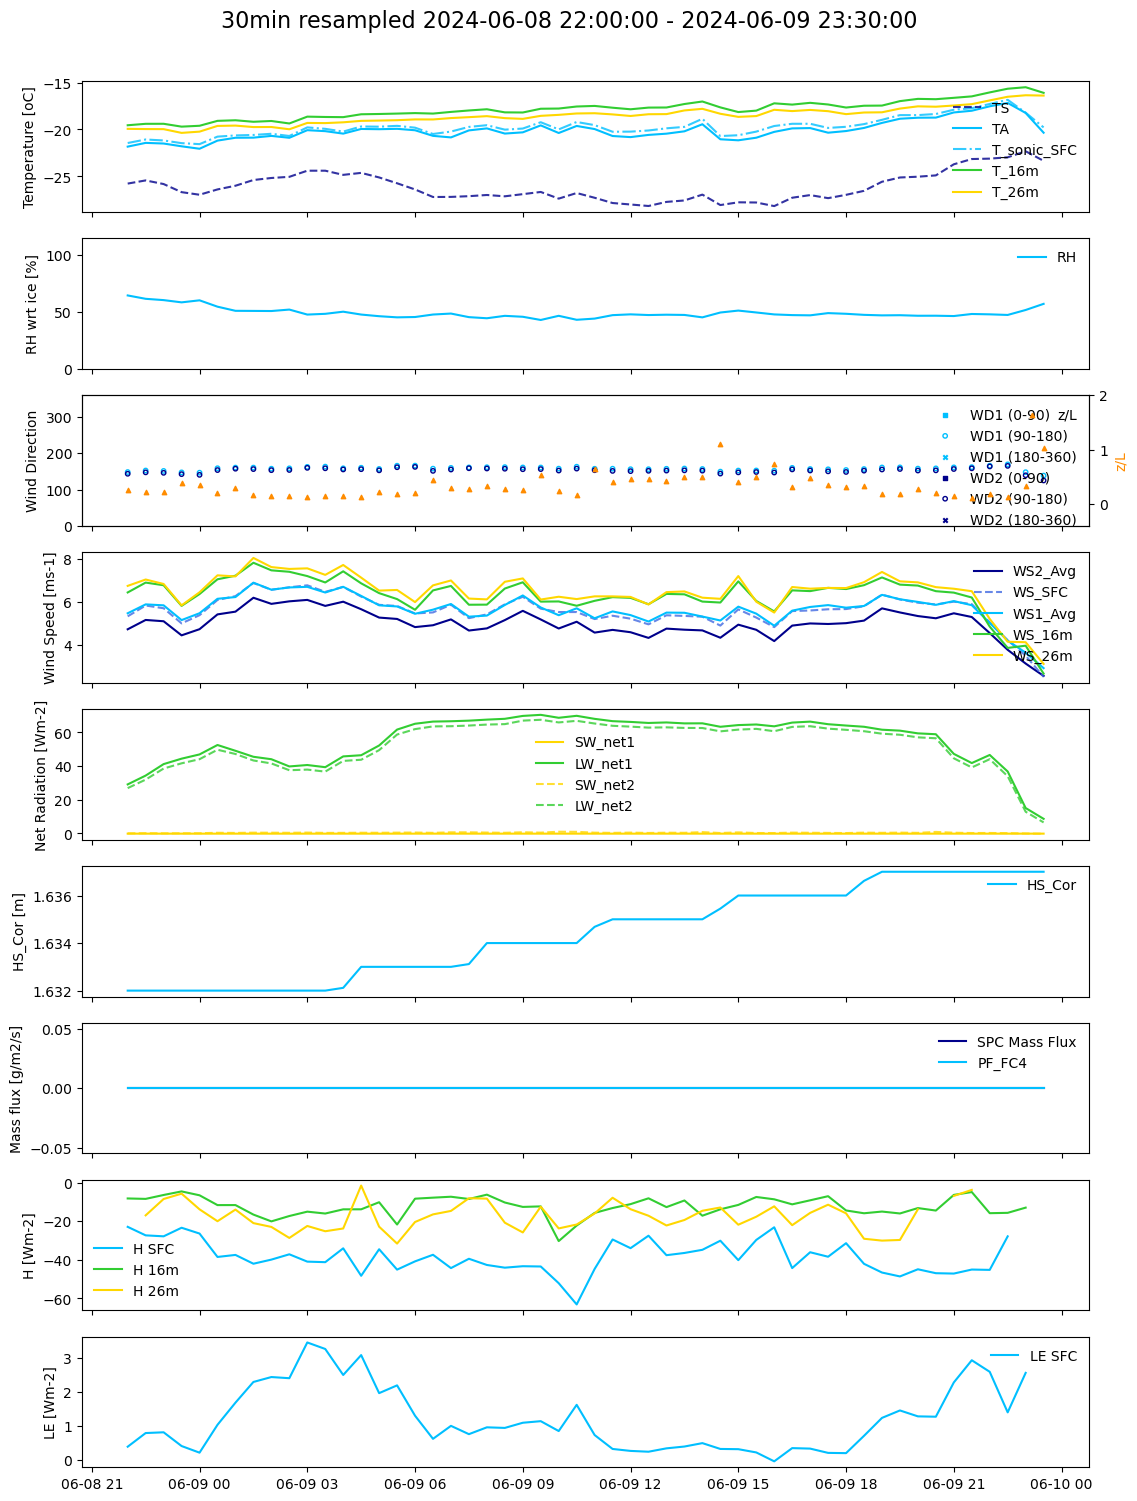 30min resampled 2024-06-08 22:00:00 - 2024-06-09 23:30:00
Temperature [oC]
−15
−20
−25
TS
TA
T_sonic_SFC
T_16m
T_26m
RH wrt ice [%]
100
50
0
RH
Wind Direction
300
200
100
0
WD1 (0-90)
z/L
WD1 (90-180)
WD1 (180-360)
WD2 (0-90)
WD2 (90-180)
WD2 (180-360)
2
1
0
z/L
Wind Speed [ms-1]
8
6
4
WS2_Avg
WS_SFC
WS1_Avg
WS_16m
WS_26m
Net Radiation [Wm-2]
60
40
20
0
SW_net1
LW_net1
SW_net2
LW_net2
HS_Cor [m]
1.636
1.634
1.632
HS_Cor
Mass flux [g/m2/s]
0.05
0.00
−0.05
SPC Mass Flux
PF_FC4
H [Wm-2]
0
−20
−40
−60
H SFC
H 16m
H 26m
LE [Wm-2]
3
2
1
0
LE SFC
06-08 21
06-09 00
06-09 03
06-09 06
06-09 09
06-09 12
06-09 15
06-09 18
06-09 21
06-10 00